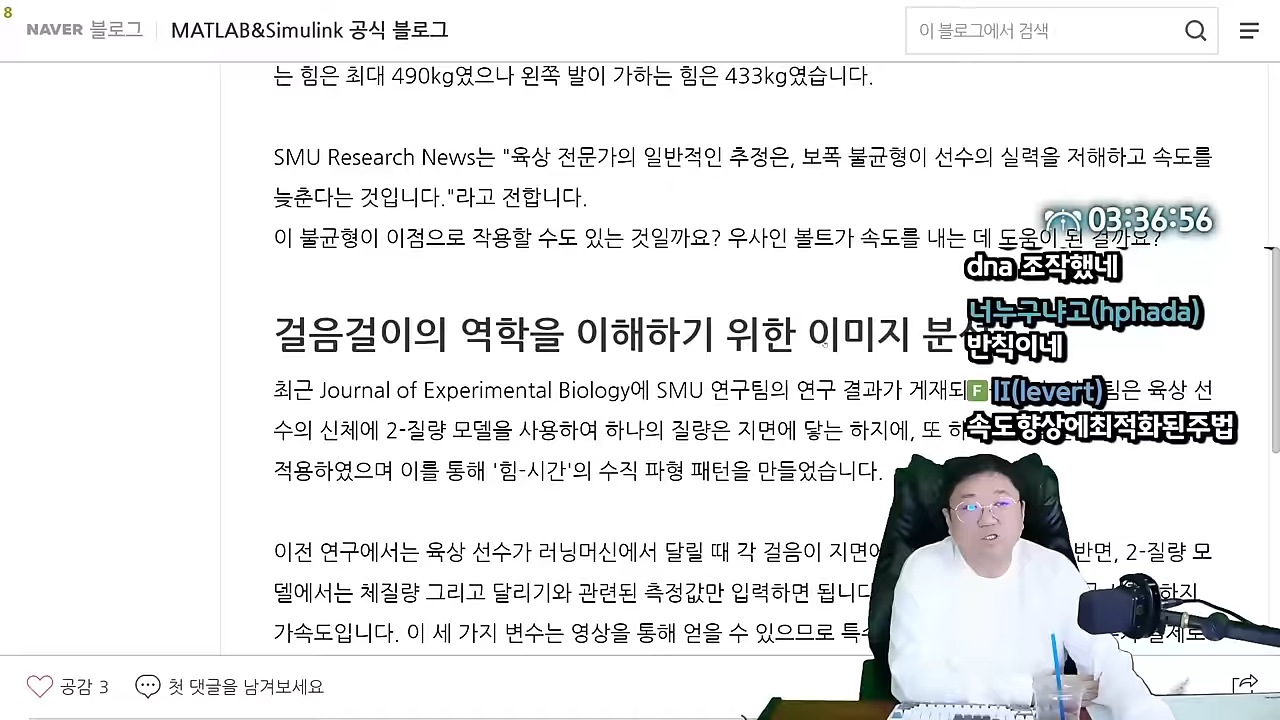 8
NAVER 블로그
MATLAB&Simulink 공식 블로그
이 블로그에서 검색
는 힘은 최대 490kg였으나 왼쪽 발이 가하는 힘은 433kg였습니다.
SMU Research News는 "육상 전문가의 일반적인 추정은, 보폭 불균형이 선수의 실력을 저해하고 속도를
늦춘다는 것입니다."라고 전합니다.
03:36:56
이 불균형이 이점으로 작용할 수도 있는 것일까요? 우사인 볼트가 속도를 내는 데 도움이 된 걸까요?
dna 조작했네
너누구냐고(hphada)
걸음걸이의 역학을 이해하기 위한 이미지 분
반칙이네
최근 Journal of Experimental Biology에 SMU 연구팀의 연구 결과가 게재되
F lI(levert)
팀은 육상 선
수의 신체에 2-질량 모델을 사용하여 하나의 질량은 지면에 닿는 하지에, 또 하
속도향상에최적화된주법
적용하였으며 이를 통해 '힘-시간'의 수직 파형 패턴을 만들었습니다.
이전 연구에서는 육상 선수가 러닝머신에서 달릴 때 각 걸음이 지면에
반면, 2-질량 모
델에서는 체질량 그리고 달리기와 관련된 측정값만 입력하면 됩니다
하지
가속도입니다. 이 세 가지 변수는 영상을 통해 얻을 수 있으므로 특수
공감 3
첫 댓글을 남겨보세요